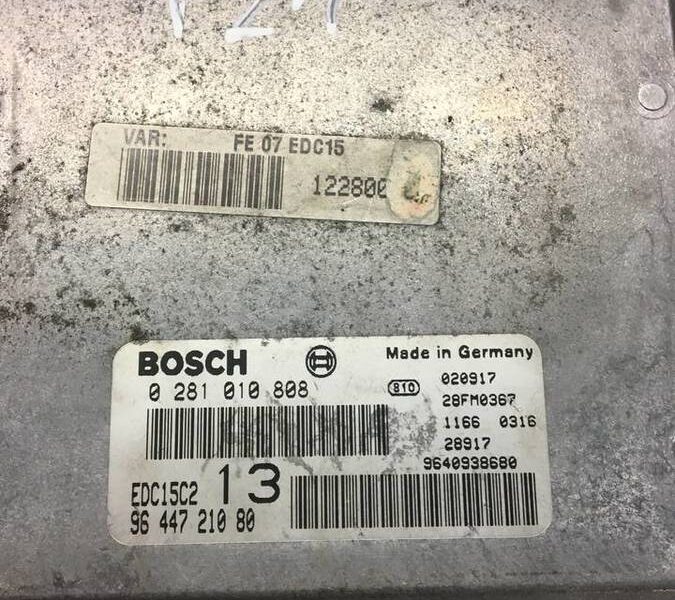 VAR: FE 07 EDC15
122800
BOSCH
Made in Germany
0 281 010 808
810
020917
28FM0367
1166 0316
28917
9640938680
EDC15C2 13
96 447 210 80